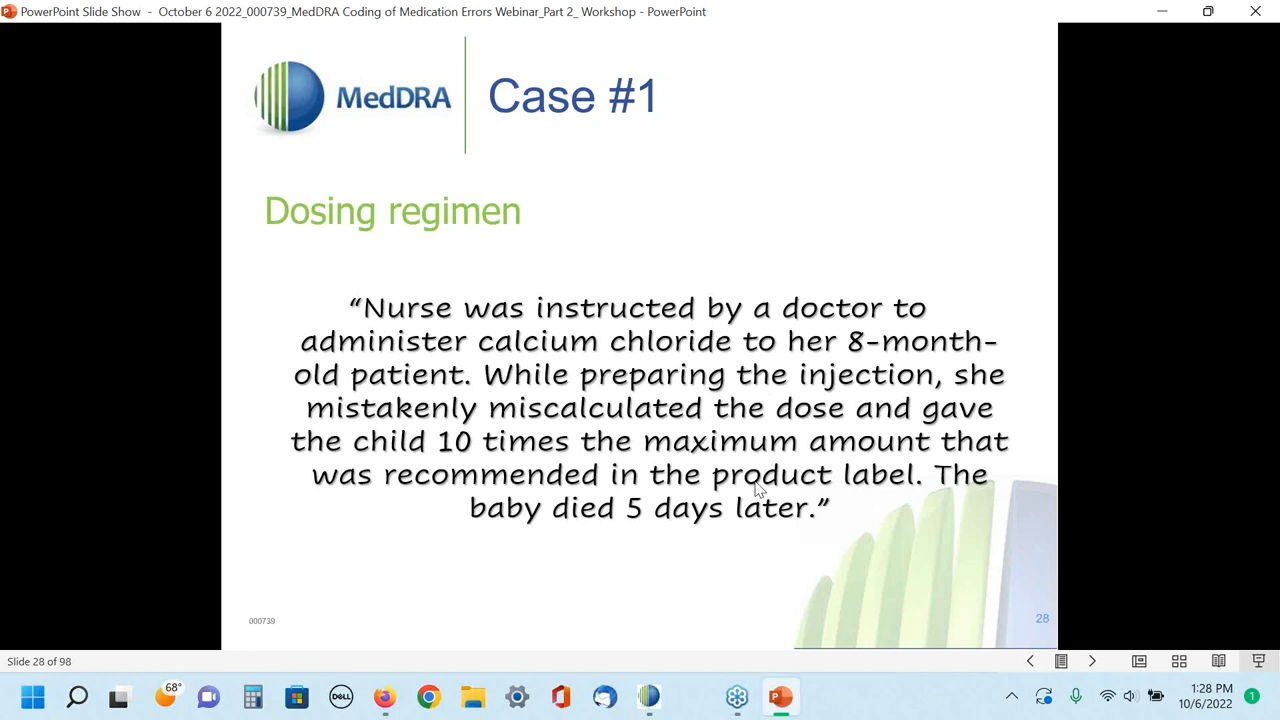 PowerPoint Slide Show - October 6 2022_000739_MedDRA Coding of Medication Errors Webinar_Part 2_ Workshop - PowerPoint
MedDRA
Case #1
Dosing regimen
“Nurse was instructed by a doctor to
administer calcium chloride to her 8-month-
old patient. While preparing the injection, she
mistakenly miscalculated the dose and gave
the child 10 times the maximum amount that
was recommended in the product label. The
baby died 5 days later.”
000739
28
Slide 28 of 98
68°
DELL
1:28 PM
10/6/2022
1